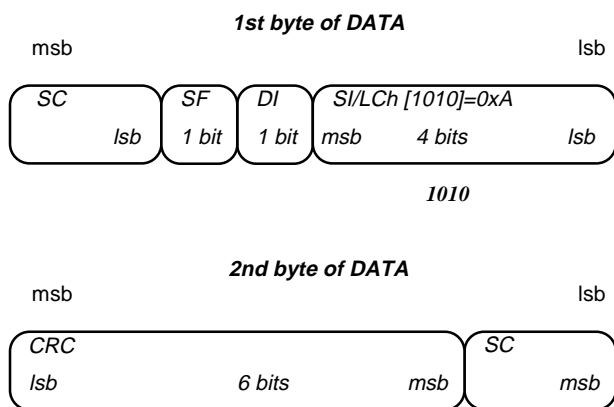 1st byte of DATA
msb lsb
SC SF DI SI/LCh [1010]=0xA
lsb 1 bit 1 bit msb 4 bits lsb
1010
2nd byte of DATA
msb lsb
CRC SC
lsb 6 bits msb msb